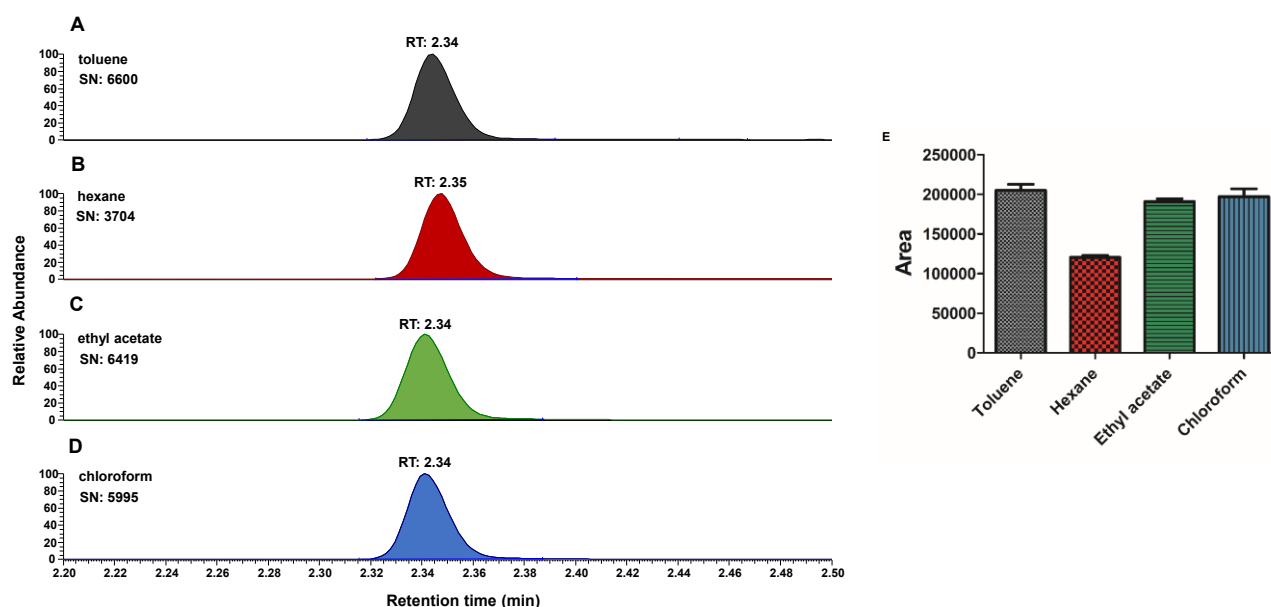 A
RT: 2.34
toluene
SN: 6600
100
80
60
40
20
0
B
RT: 2.35
hexane
SN: 3704
100
80
60
40
20
0
C
RT: 2.34
ethyl acetate
SN: 6419
100
80
60
40
20
0
D
RT: 2.34
chloroform
SN: 5995
100
80
60
40
20
0
Relative Abundance
2.20 2.22 2.24 2.26 2.28 2.30 2.32 2.34 2.36 2.38 2.40 2.42 2.44 2.46 2.48 2.50
Retention time (min)
E
250000
200000
150000
100000
50000
0
Area
Toluene
Hexane
Ethyl acetate
Chloroform